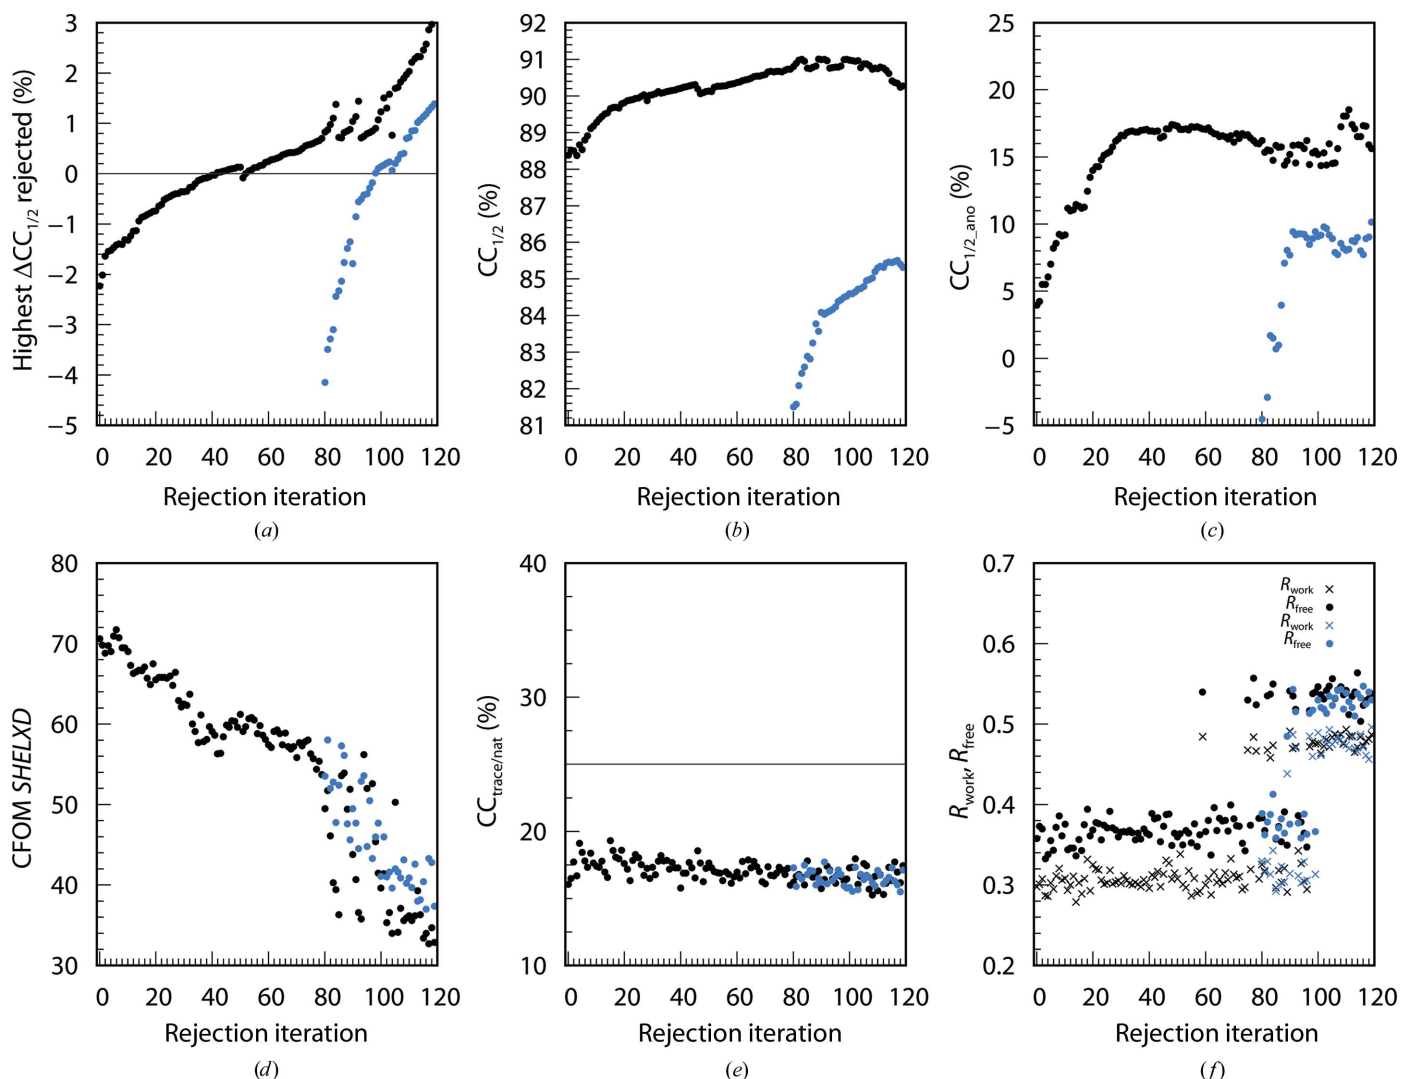 Highest ΔCC1/2 rejected (%)
3
2
1
0
−1
−2
−3
−4
−5
0 20 40 60 80 100 120
Rejection iteration
(a)
CC1/2 (%)
92
91
90
89
88
87
86
85
84
83
82
81
0 20 40 60 80 100 120
Rejection iteration
(b)
CC1/2_ano (%)
25
20
15
10
5
0
−5
0 20 40 60 80 100 120
Rejection iteration
(c)
CFOM SHELXD
80
70
60
50
40
30
0 20 40 60 80 100 120
Rejection iteration
(d)
CCtrace/nat (%)
40
30
20
10
0 20 40 60 80 100 120
Rejection iteration
(e)
Rwork, Rfree
0.7
0.6
0.5
0.4
0.3
0.2
Rwork ×
Rfree ●
Rwork ×
Rfree ●
0 20 40 60 80 100 120
Rejection iteration
(f)